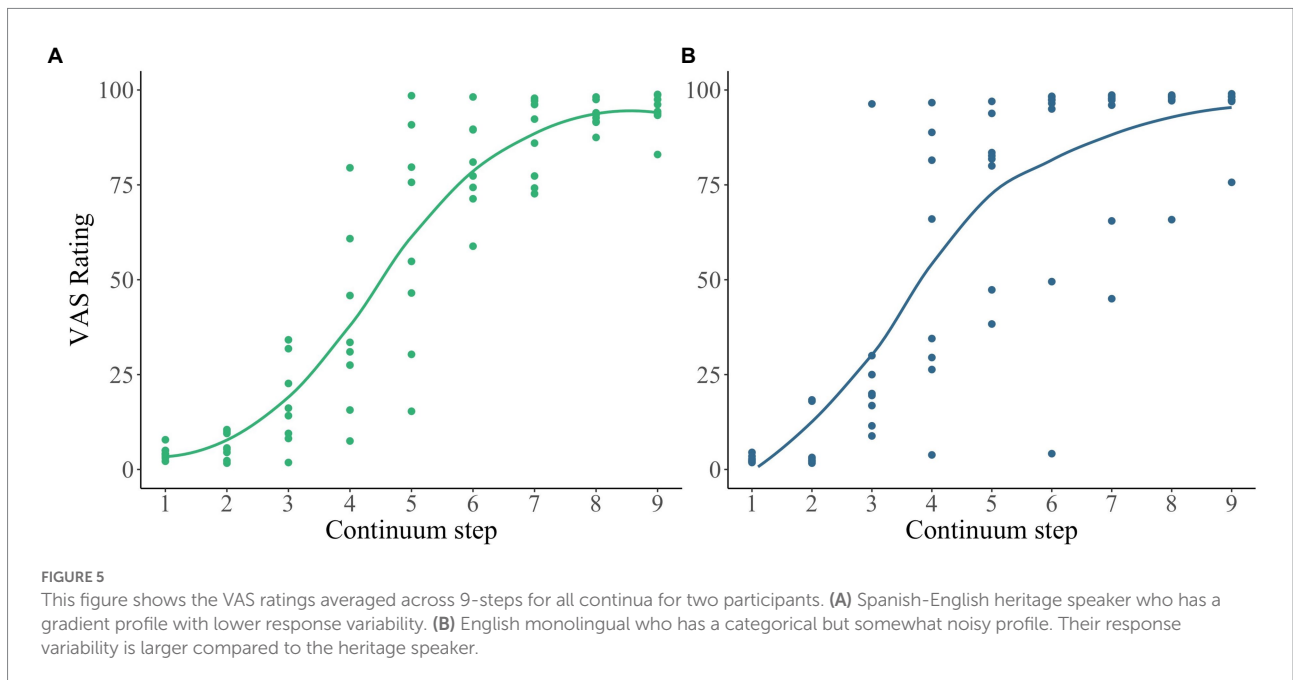 A
100
75
50
25
0
VAS Rating
1 2 3 4 5 6 7 8 9
Continuum step
B
100
75
50
25
0
1 2 3 4 5 6 7 8 9
Continuum step
FIGURE 5
This figure shows the VAS ratings averaged across 9-steps for all continua for two participants. (A) Spanish-English heritage speaker who has a
gradient profile with lower response variability. (B) English monolingual who has a categorical but somewhat noisy profile. Their response
variability is larger compared to the heritage speaker.